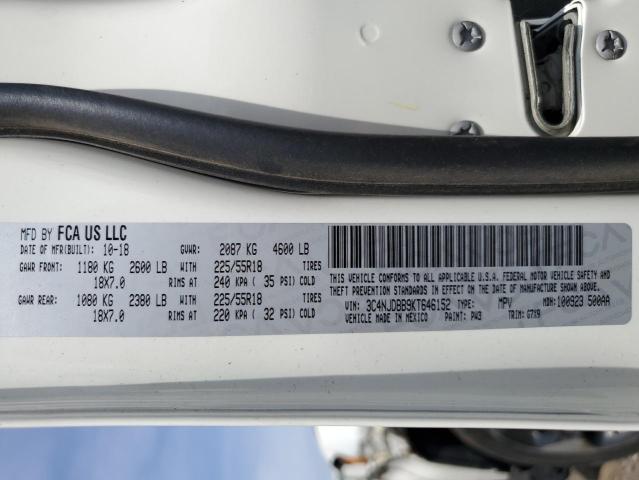 MFD BY FCA US LLC
DATE OF MFR(BUILT): 10-18 GVWR: 2087 KG 4600 LB
GAWR FRONT: 1180 KG 2600 LB WITH 225/55R18 TIRES
18X7.0 RIMS AT 240 KPA ( 35 PSI) COLD
GAWR REAR: 1080 KG 2380 LB WITH 225/55R18 TIRES
18X7.0 RIMS AT 220 KPA ( 32 PSI) COLD
THIS VEHICLE CONFORMS TO ALL APPLICABLE U.S.A. FEDERAL MOTOR VEHICLE SAFETY AND
THEFT PREVENTION STANDARDS IN EFFECT ON THE DATE OF MANUFACTURE SHOWN ABOVE.
VIN: 3C4NJDBB9KT646152 TYPE: MPV MDH: 100923 500AA
VEHICLE MADE IN MEXICO PAINT: PW3 TRIM: G7X9